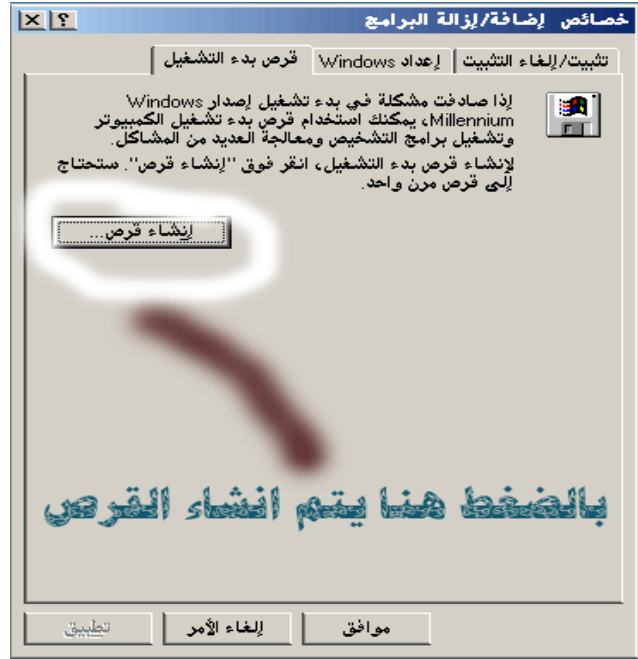 خصائص إضافة/إزالة البرامج
تثبيت/إلغاء التثبيت إعداد Windows قرص بدء التشغيل
إذا صادفت مشكلة في بدء تشغيل إصدار Windows
Millennium، يمكنك استخدام قرص بدء تشغيل الكمبيوتر
وتشغيل برامج التشخيص ومعالجة العديد من المشاكل.
لإنشاء قرص بدء التشغيل، انقر فوق "إنشاء قرص". ستحتاج
إلى قرص مرن واحد.
إنشاء قرص...
بالضغط هنا يتم انشاء القرص
موافق إلغاء الأمر تطبيق